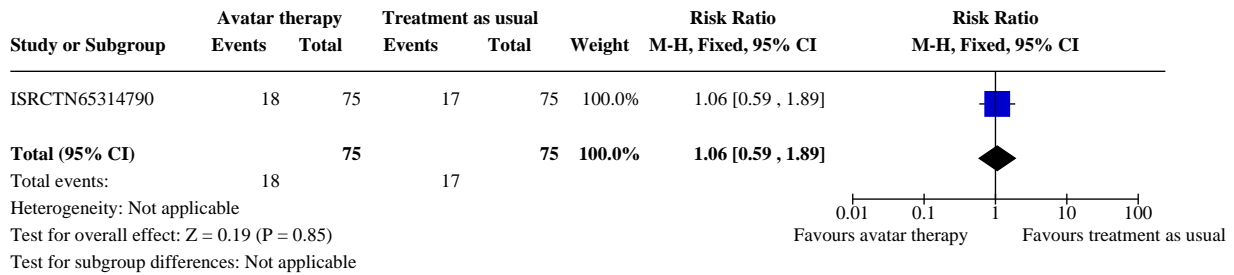 Avatar therapy Treatment as usual Risk Ratio Risk Ratio
Study or Subgroup Events Total Events Total Weight M-H, Fixed, 95% CI M-H, Fixed, 95% CI
ISRCTN65314790 18 75 17 75 100.0% 1.06 [0.59 , 1.89]
Total (95% CI) 75 75 100.0% 1.06 [0.59 , 1.89]
Total events: 18 17
Heterogeneity: Not applicable
0.01 0.1 1 10 100
Test for overall effect: Z = 0.19 (P = 0.85)
Favours avatar therapy Favours treatment as usual
Test for subgroup differences: Not applicable